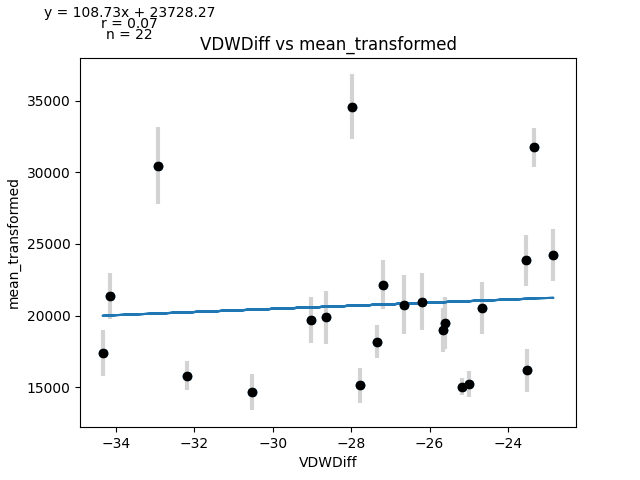 y = 108.73x + 23728.27
r = 0.07
n = 22
VDWDiff vs mean_transformed
35000
30000
25000
20000
15000
mean_transformed
−34 −32 −30 −28 −26 −24
VDWDiff